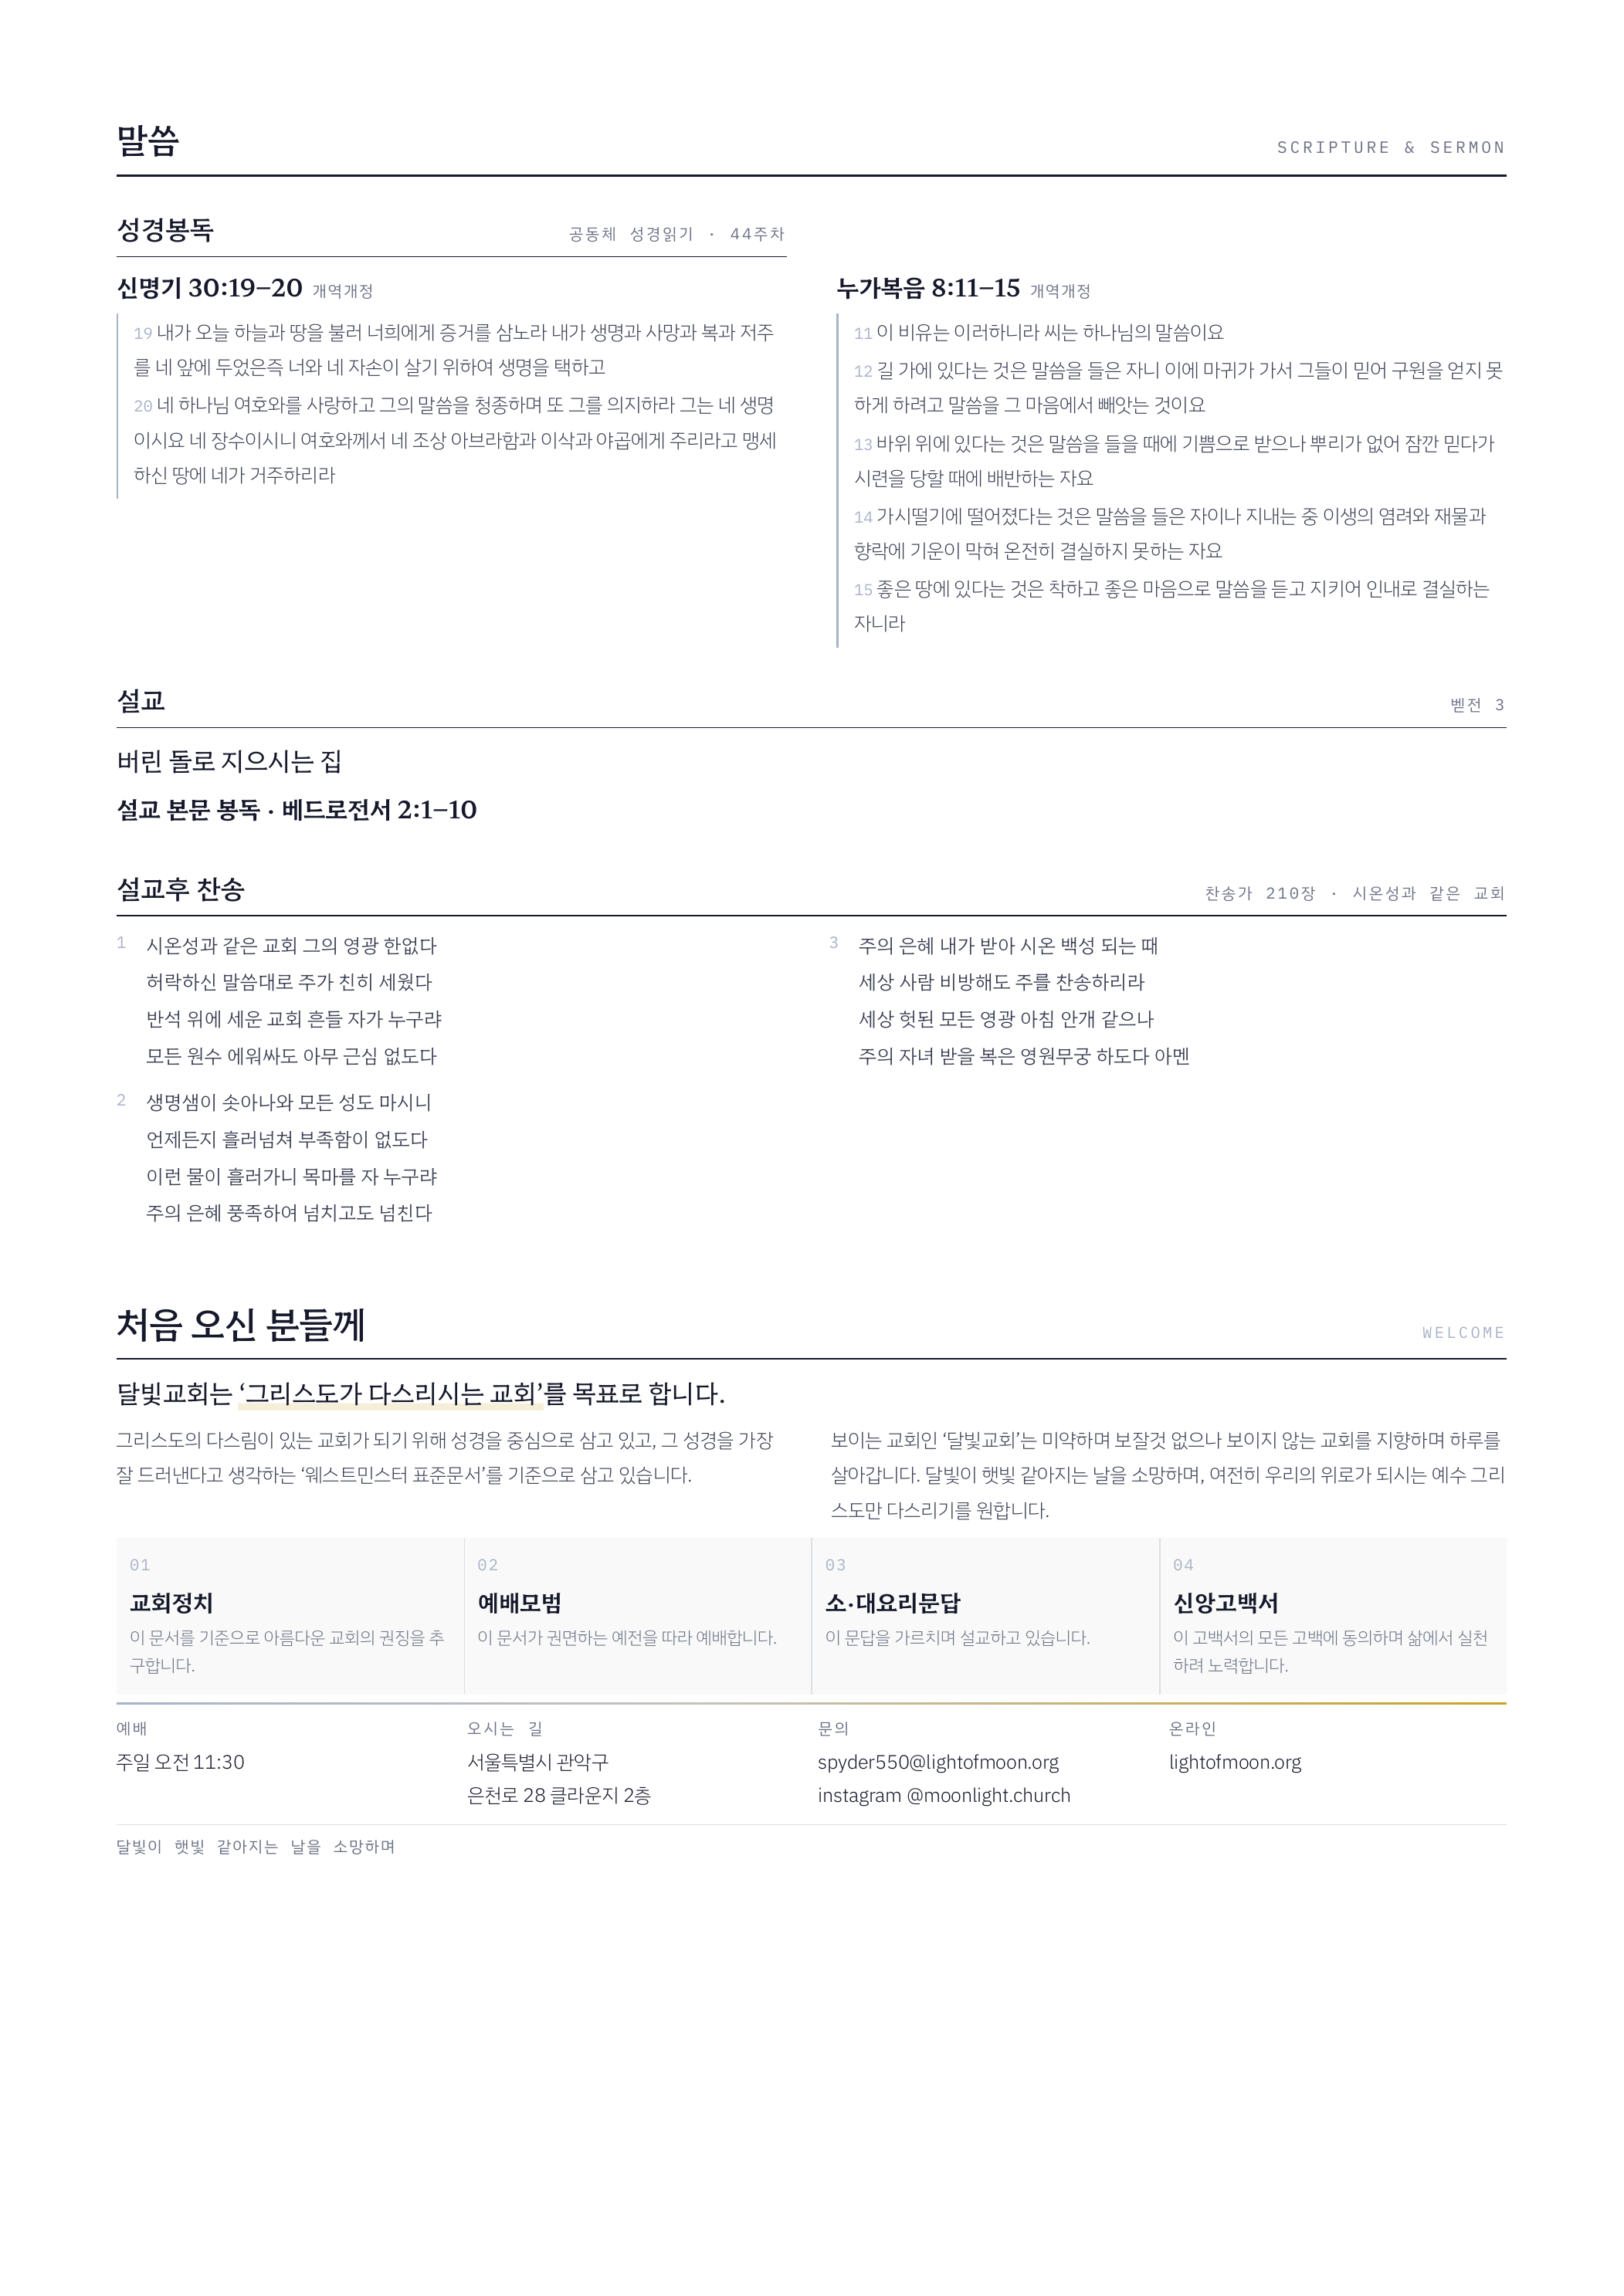 말씀
SCRIPTURE & SERMON
성경봉독
공동체 성경읽기 · 44주차
신명기 30:19–20 개역개정
19 내가 오늘 하늘과 땅을 불러 너희에게 증거를 삼노라 내가 생명과 사망과 복과 저주
를 네 앞에 두었은즉 너와 네 자손이 살기 위하여 생명을 택하고
20 네 하나님 여호와를 사랑하고 그의 말씀을 청종하며 또 그를 의지하라 그는 네 생명
이시요 네 장수이시니 여호와께서 네 조상 아브라함과 이삭과 야곱에게 주리라고 맹세
하신 땅에 네가 거주하리라
누가복음 8:11–15 개역개정
11 이 비유는 이러하니라 씨는 하나님의 말씀이요
12 길 가에 있다는 것은 말씀을 들은 자니 이에 마귀가 가서 그들이 믿어 구원을 얻지 못
하게 하려고 말씀을 그 마음에서 빼앗는 것이요
13 바위 위에 있다는 것은 말씀을 들을 때에 기쁨으로 받으나 뿌리가 없어 잠깐 믿다가
시련을 당할 때에 배반하는 자요
14 가시떨기에 떨어졌다는 것은 말씀을 들은 자이나 지내는 중 이생의 염려와 재물과
향락에 기운이 막혀 온전히 결실하지 못하는 자요
15 좋은 땅에 있다는 것은 착하고 좋은 마음으로 말씀을 듣고 지키어 인내로 결실하는
자니라
설교
벧전 3
버린 돌로 지으시는 집
설교 본문 봉독 · 베드로전서 2:1–10
설교후 찬송
찬송가 210장 · 시온성과 같은 교회
1 시온성과 같은 교회 그의 영광 한없다
허락하신 말씀대로 주가 친히 세웠다
반석 위에 세운 교회 흔들 자가 누구랴
모든 원수 에워싸도 아무 근심 없도다
2 생명샘이 솟아나와 모든 성도 마시니
언제든지 흘러넘쳐 부족함이 없도다
이런 물이 흘러가니 목마를 자 누구랴
주의 은혜 풍족하여 넘치고도 넘친다
3 주의 은혜 내가 받아 시온 백성 되는 때
세상 사람 비방해도 주를 찬송하리라
세상 헛된 모든 영광 아침 안개 같으나
주의 자녀 받을 복은 영원무궁 하도다 아멘
처음 오신 분들께
WELCOME
달빛교회는 ‘그리스도가 다스리시는 교회’를 목표로 합니다.
그리스도의 다스림이 있는 교회가 되기 위해 성경을 중심으로 삼고 있고, 그 성경을 가장
잘 드러낸다고 생각하는 ‘웨스트민스터 표준문서’를 기준으로 삼고 있습니다.
보이는 교회인 ‘달빛교회’는 미약하며 보잘것 없으나 보이지 않는 교회를 지향하며 하루를
살아갑니다. 달빛이 햇빛 같아지는 날을 소망하며, 여전히 우리의 위로가 되시는 예수 그리
스도만 다스리기를 원합니다.
01
교회정치
이 문서를 기준으로 아름다운 교회의 권징을 추
구합니다.
02
예배모범
이 문서가 권면하는 예전을 따라 예배합니다.
03
소·대요리문답
이 문답을 가르치며 설교하고 있습니다.
04
신앙고백서
이 고백서의 모든 고백에 동의하며 삶에서 실천
하려 노력합니다.
예배
주일 오전 11:30
오시는 길
서울특별시 관악구
은천로 28 클라운지 2층
문의
spyder550@lightofmoon.org
instagram @moonlight.church
온라인
lightofmoon.org
달빛이 햇빛 같아지는 날을 소망하며